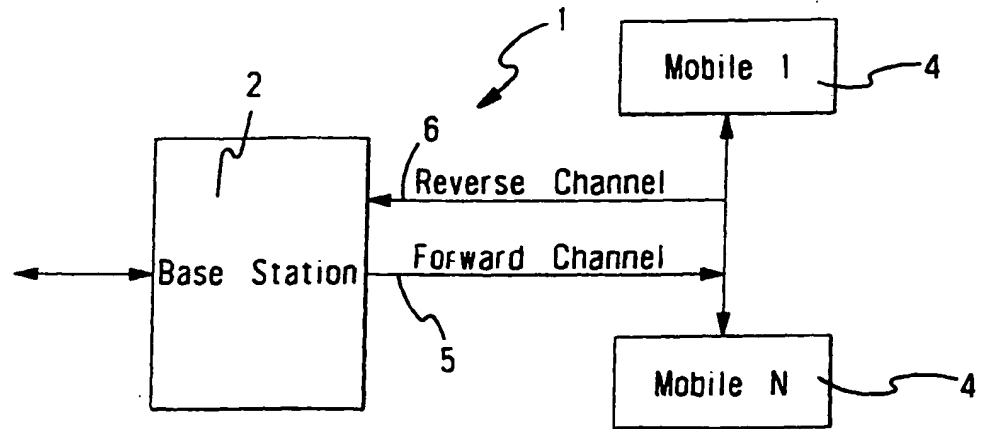 1
Mobile 1
4
2
6
Reverse Channel
Forward Channel
Base Station
5
Mobile N
4